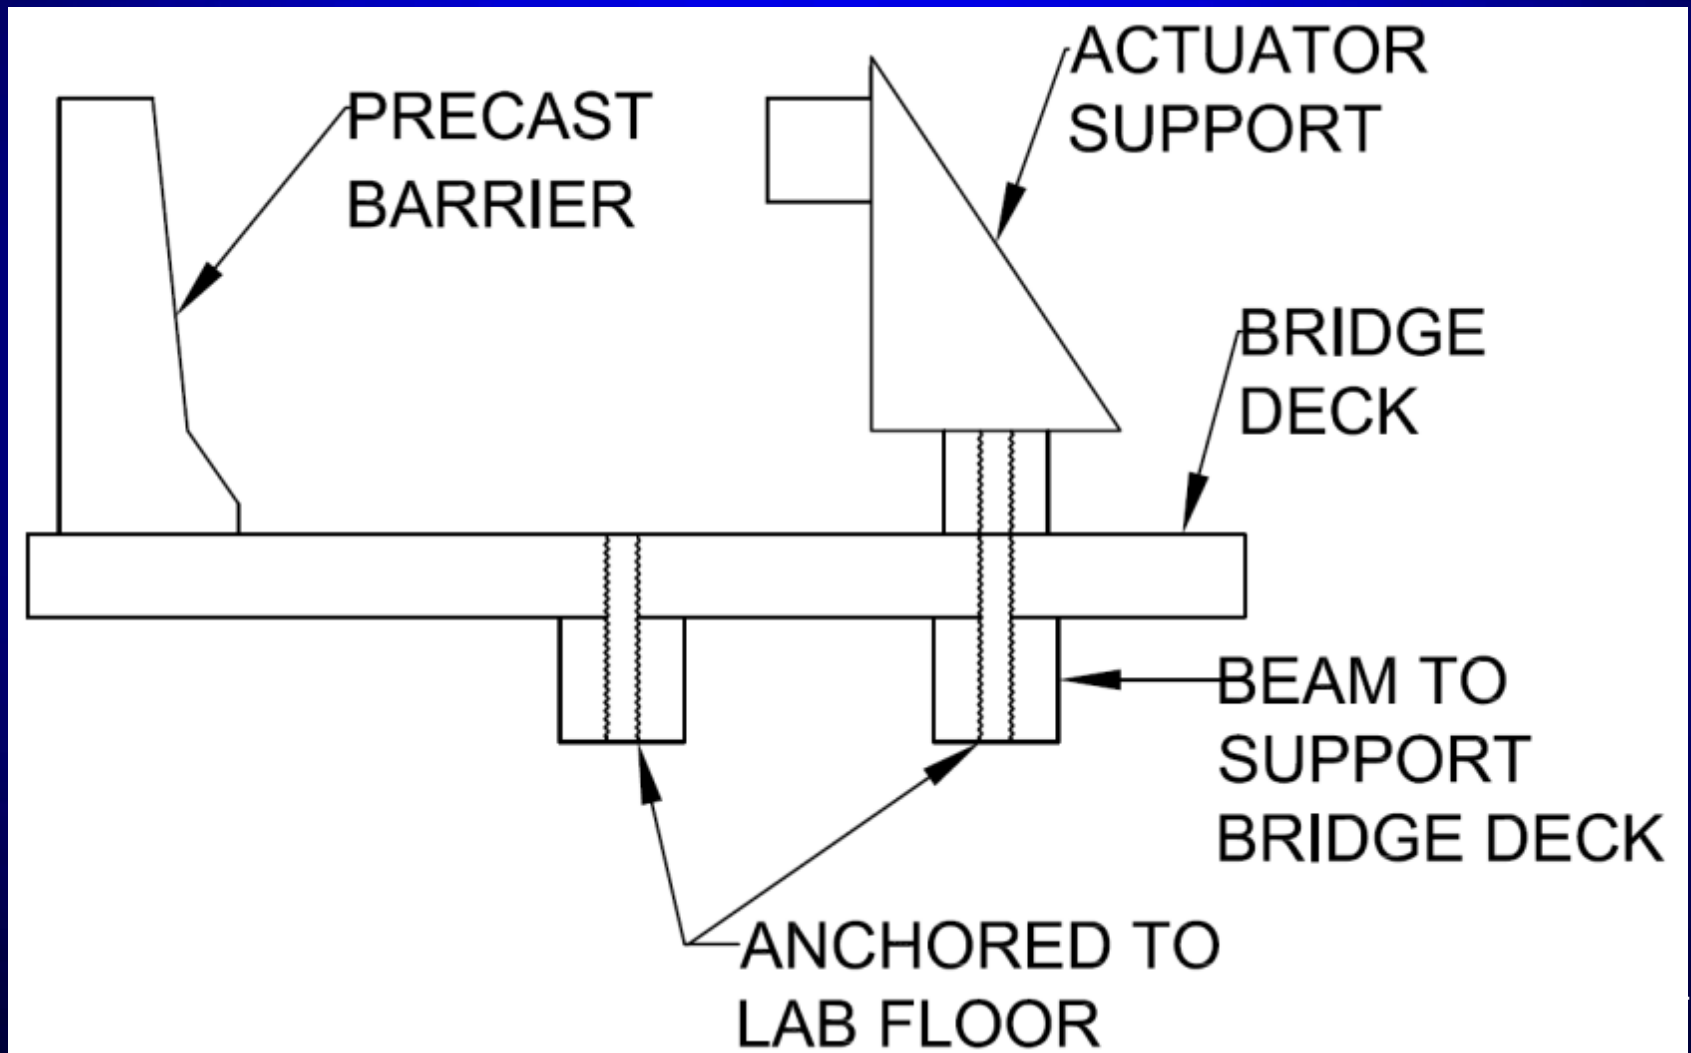 ACTUATOR
SUPPORT
PRECAST
BARRIER
BRIDGE
DECK
BEAM TO
SUPPORT
BRIDGE DECK
ANCHORED TO
LAB FLOOR